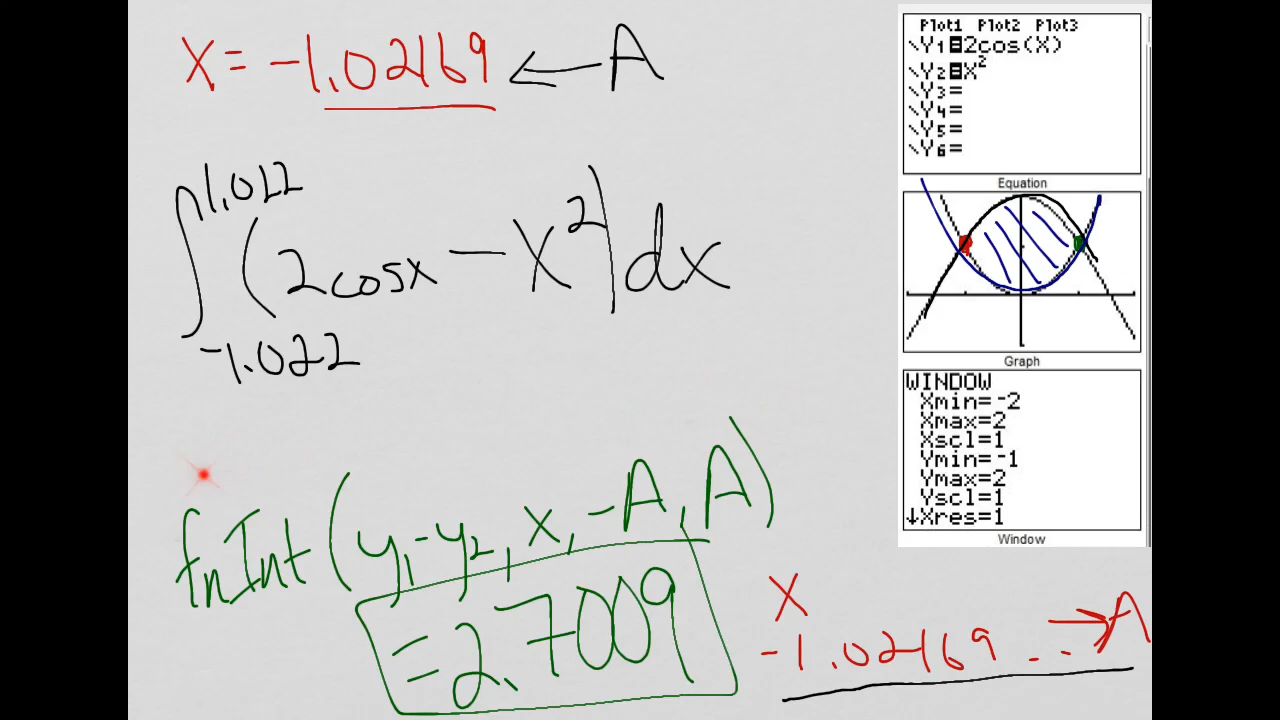 X = -1.02169 ← A
∫ 1.022 -1.022 (2cosx - x²) dx
fnInt(y₁-y₂, x, -A, A)
= 2.7009
X
-1.02169... → A
Plot1 Plot2 Plot3
\Y₁=2cos(X)
\Y₂=X²
\Y₃=
\Y₄=
\Y₅=
\Y₆=
Equation
Graph
WINDOW
Xmin=-2
Xmax=2
Xscl=1
Ymin=-1
Ymax=2
Yscl=1
↓Xres=1
Window